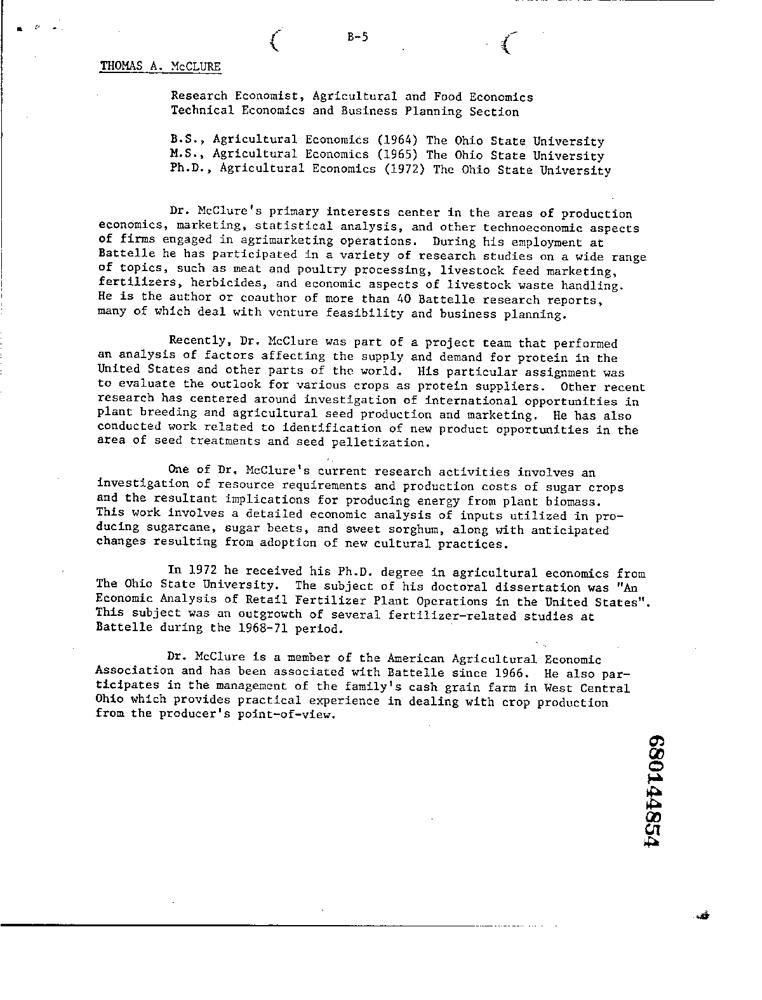 B-5
THOMAS A. McCLURE
Research Economist, Agricultural and Food Economics
Technical Economics and Business Planning Section
B.S., Agricultural Economics (1964) The Ohio State University
M.S., Agricultural Economics (1965) The Ohio State University
Ph.D., Agricultural Economics (1972) The Ohio State University
Dr. McClure's primary interests center in the areas of production
economics, marketing, statistical analysis, and other technoeconomic aspects
of firms engaged in agrimarketing operations. During his employment at
Battelle he has participated in a variety of research studies on a wide range
of topics, such as meat and poultry processing, livestock feed marketing,
fertilizers, herbicides, and economic aspects of livestock waste handling.
He is the author or coauthor of more than 40 Battelle research reports,
many of which deal with venture feasibility and business planning.
Recently, Dr. McClure was part of a project team that performed
an analysis of factors affecting the supply and demand for protein in the
United States and other parts of the world. His particular assignment was
to evaluate the outlook for various crops as protein suppliers. Other recent
research has centered around investigation of international opportunities in
plant breeding and agricultural seed production and marketing. He has also
conducted work related to identification of new product opportunities in the
area of seed treatments and seed pelletization.
One of Dr. McClure's current research activities involves an
investigation of resource requirements and production costs of sugar crops
and the resultant implications for producing energy from plant biomass.
This work involves a detailed economic analysis of inputs utilized in pro-
ducing sugarcane, sugar beets, and sweet sorghum, along with anticipated
changes resulting from adoption of new cultural practices.
In 1972 he received his Ph.D. degree in agricultural economics from
The Ohio State University. The subject of his doctoral dissertation was "An
Economic Analysis of Retail Fertilizer Plant Operations in the United States".
This subject was an outgrowth of several fertilizer-related studies at
Battelle during the 1968-71 period.
Dr. McClure is a member of the American Agricultural Economic
Association and has been associated with Battelle since 1966. He also par-
ticipates in the management of the family's cash grain farm in West Central
Ohio which provides practical experience in dealing with crop production
from the producer's point-of-view.
680144854